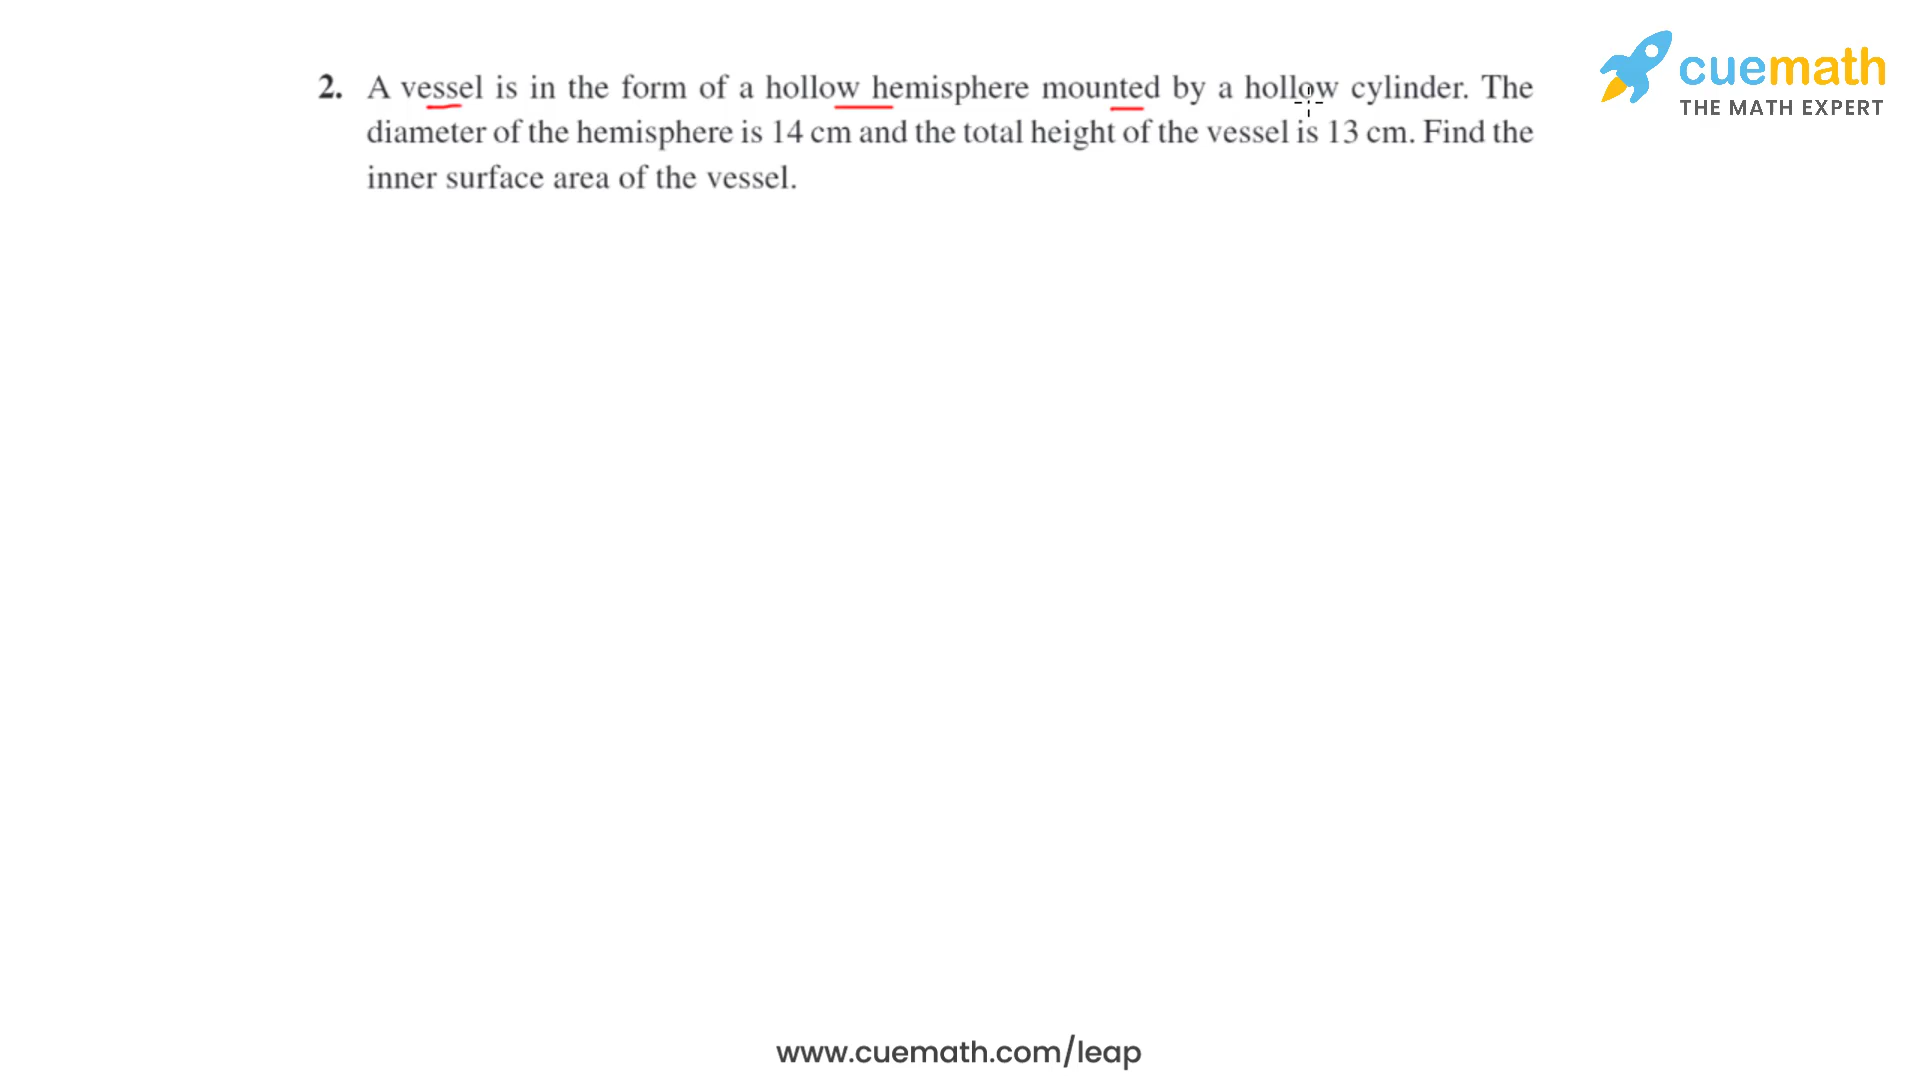 2. A vessel is in the form of a hollow hemisphere mounted by a hollow cylinder. The
diameter of the hemisphere is 14 cm and the total height of the vessel is 13 cm. Find the
inner surface area of the vessel.
cuemath
THE MATH EXPERT
www.cuemath.com/leap